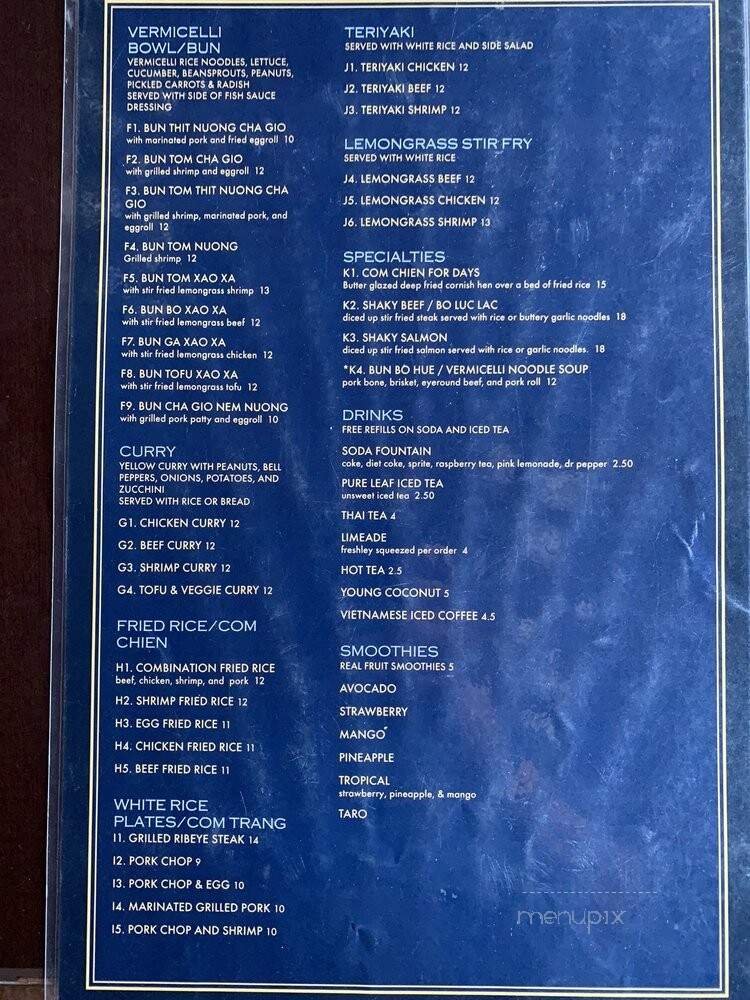 VERMICELLI
BOWL/BUN
VERMICELLI RICE NOODLES, LETTUCE,
CUCUMBER, BEANSPROUTS, PEANUTS,
PICKLED CARROTS & RADISH
SERVED WITH SIDE OF FISH SAUCE
DRESSING
F1. BUN THIT NUONG CHA GIO
with marinated pork and fried eggroll 10
F2. BUN TOM CHA GIO
with grilled shrimp and eggroll 12
F3. BUN TOM THIT NUONG CHA
GIO
with grilled shrimp, marinated pork, and
eggroll 12
F4. BUN TOM NUONG
Grilled shrimp 12
F5. BUN TOM XAO XA
with stir fried lemongrass shrimp 13
F6. BUN BO XAO XA
with stir fried lemongrass beef 12
F7. BUN GA XAO XA
with stir fried lemongrass chicken 12
F8. BUN TOFU XAO XA
with stir fried lemongrass tofu 12
F9. BUN CHA GIO NEM NUONG
with grilled pork patty and eggroll 10
CURRY
YELLOW CURRY WITH PEANUTS, BELL
PEPPERS, ONIONS, POTATOES, AND
ZUCCHINI
SERVED WITH RICE OR BREAD
G1. CHICKEN CURRY 12
G2. BEEF CURRY 12
G3. SHRIMP CURRY 12
G4. TOFU & VEGGIE CURRY 12
FRIED RICE/COM
CHIEN
H1. COMBINATION FRIED RICE
beef, chicken, shrimp, and pork 12
H2. SHRIMP FRIED RICE 12
H3. EGG FRIED RICE 11
H4. CHICKEN FRIED RICE 11
H5. BEEF FRIED RICE 11
WHITE RICE
PLATES/COM TRANG
I1. GRILLED RIBEYE STEAK 14
I2. PORK CHOP 9
I3. PORK CHOP & EGG 10
I4. MARINATED GRILLED PORK 10
I5. PORK CHOP AND SHRIMP 10
TERIYAKI
SERVED WITH WHITE RICE AND SIDE SALAD
J1. TERIYAKI CHICKEN 12
J2. TERIYAKI BEEF 12
J3. TERIYAKI SHRIMP 12
LEMONGRASS STIR FRY
SERVED WITH WHITE RICE
J4. LEMONGRASS BEEF 12
J5. LEMONGRASS CHICKEN 12
J6. LEMONGRASS SHRIMP 13
SPECIALTIES
K1. COM CHIEN FOR DAYS
Butter glazed deep fried cornish hen over a bed of fried rice 15
K2. SHAKY BEEF / BO LUC LAC
diced up stir fried steak served with rice or buttery garlic noodles 18
K3. SHAKY SALMON
diced up stir fried salmon served with rice or garlic noodles. 18
*K4. BUN BO HUE / VERMICELLI NOODLE SOUP
pork bone, brisket, eyeround beef, and pork roll 12
DRINKS
FREE REFILLS ON SODA AND ICED TEA
SODA FOUNTAIN
coke, diet coke, sprite, raspberry tea, pink lemonade, dr pepper 2.50
PURE LEAF ICED TEA
unsweet iced tea 2.50
THAI TEA 4
LIMEADE
freshley squeezed per order 4
HOT TEA 2.5
YOUNG COCONUT 5
VIETNAMESE ICED COFFEE 4.5
SMOOTHIES
REAL FRUIT SMOOTHIES 5
AVOCADO
STRAWBERRY
MANGO
PINEAPPLE
TROPICAL
strawberry, pineapple, & mango
TARO
menupix